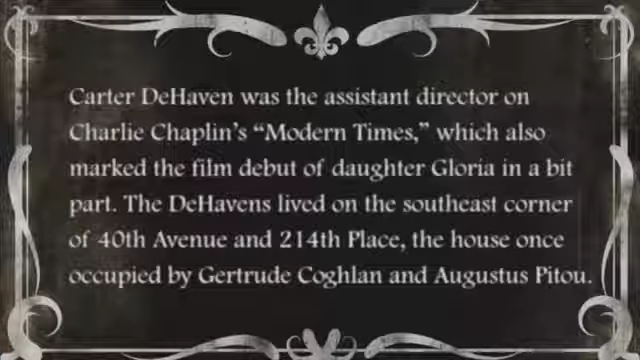 Carter DeHaven was the assistant director on
Charlie Chaplin's “Modern Times,” which also
marked the film debut of daughter Gloria in a bit
part. The DeHavens lived on the southeast corner
of 40th Avenue and 214th Place, the house once
occupied by Gertrude Coghlan and Augustus Pitou.